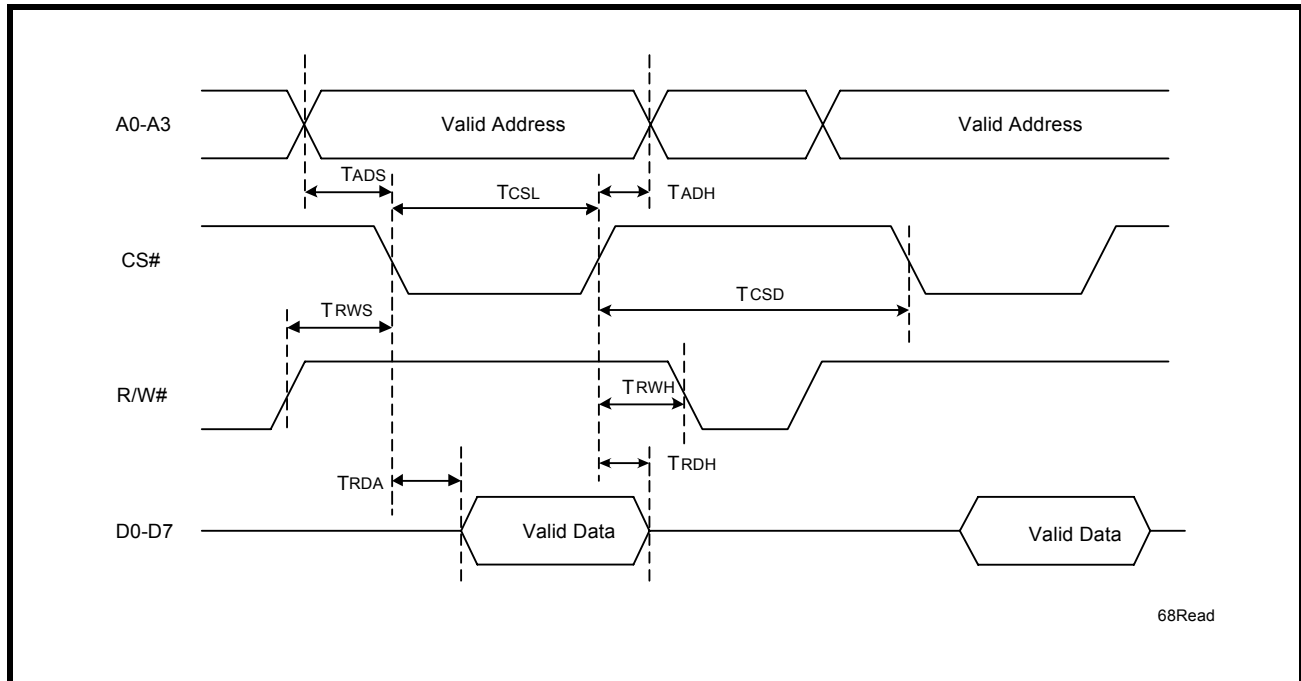 A0-A3
Valid Address
Valid Address
TADS
TCSL
TADH
CS#
TCSD
TRWS
R/W#
TRWH
TRDA
TRDH
D0-D7
Valid Data
Valid Data
68Read